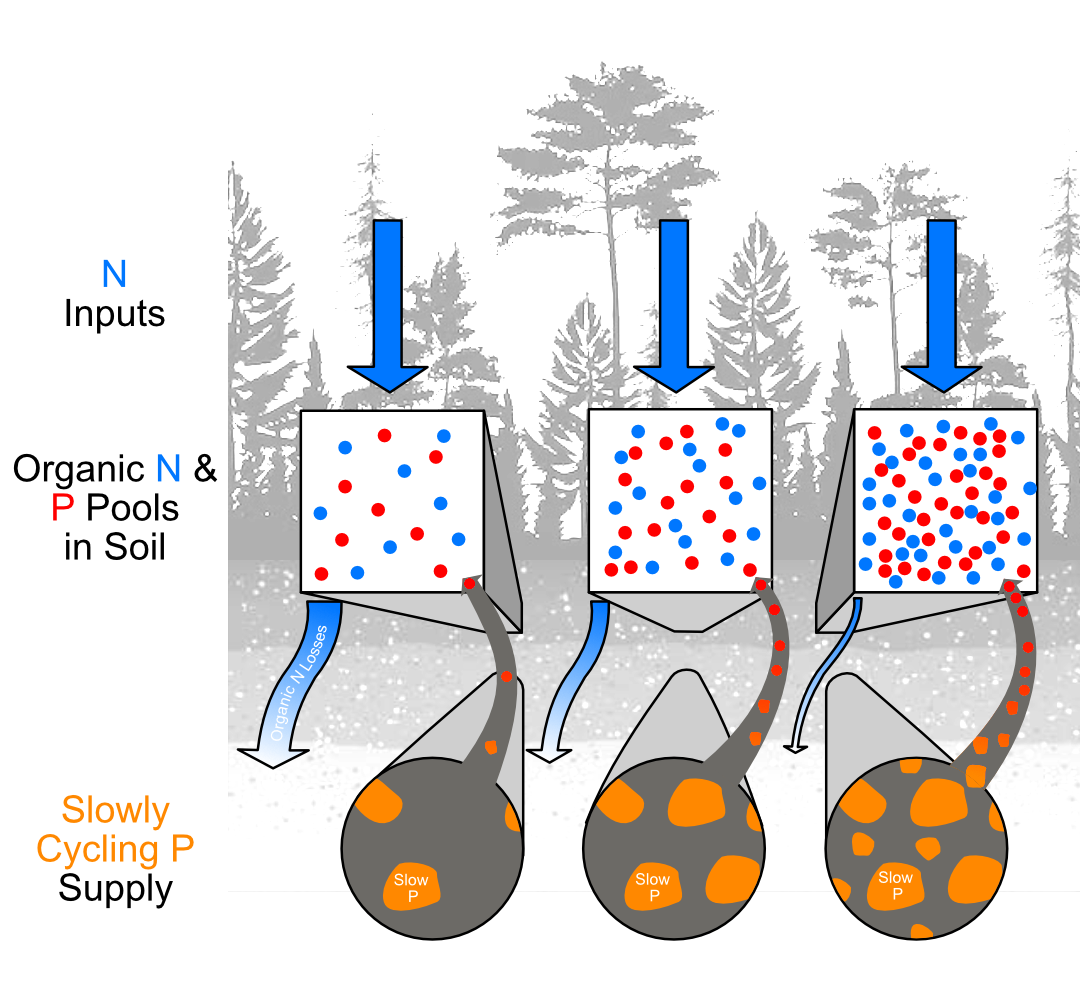 N
Inputs
Organic N &
P Pools
in Soil
Organic N Losses
Slowly
Cycling P
Supply
Slow
P
Slow
P
Slow
P